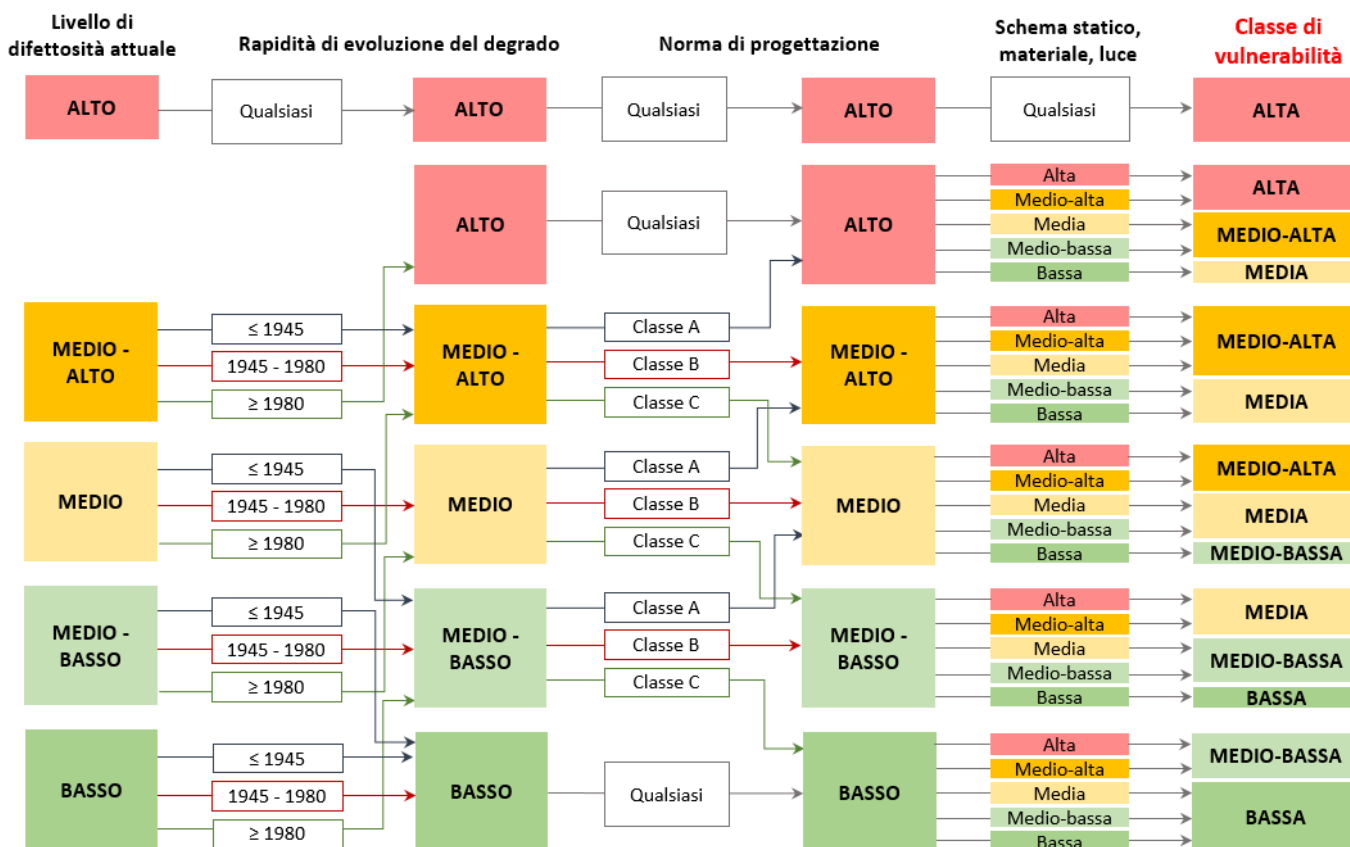 Livello di
difettosità attuale
Rapidità di evoluzione del degrado
Norma di progettazione
Schema statico,
materiale, luce
Classe di
vulnerabilità
ALTO
Qualsiasi
ALTO
Qualsiasi
ALTO
Qualsiasi
ALTA
ALTO
Qualsiasi
ALTO
Alta
Medio-alta
Media
Medio-bassa
Bassa
ALTA
MEDIO-ALTA
MEDIA
MEDIO -
ALTO
≤ 1945
1945 - 1980
≥ 1980
MEDIO -
ALTO
Classe A
Classe B
Classe C
MEDIO -
ALTO
Alta
Medio-alta
Media
Medio-bassa
Bassa
MEDIO-ALTA
MEDIA
MEDIO
≤ 1945
1945 - 1980
≥ 1980
MEDIO
Classe A
Classe B
Classe C
MEDIO
Alta
Medio-alta
Media
Medio-bassa
Bassa
MEDIO-ALTA
MEDIA
MEDIO-BASSA
MEDIO -
BASSO
≤ 1945
1945 - 1980
≥ 1980
MEDIO -
BASSO
Classe A
Classe B
Classe C
MEDIO -
BASSO
Alta
Medio-alta
Media
Medio-bassa
Bassa
MEDIA
MEDIO-BASSA
BASSA
BASSO
≤ 1945
1945 - 1980
≥ 1980
BASSO
Qualsiasi
BASSO
Alta
Medio-alta
Media
Medio-bassa
Bassa
MEDIO-BASSA
BASSA